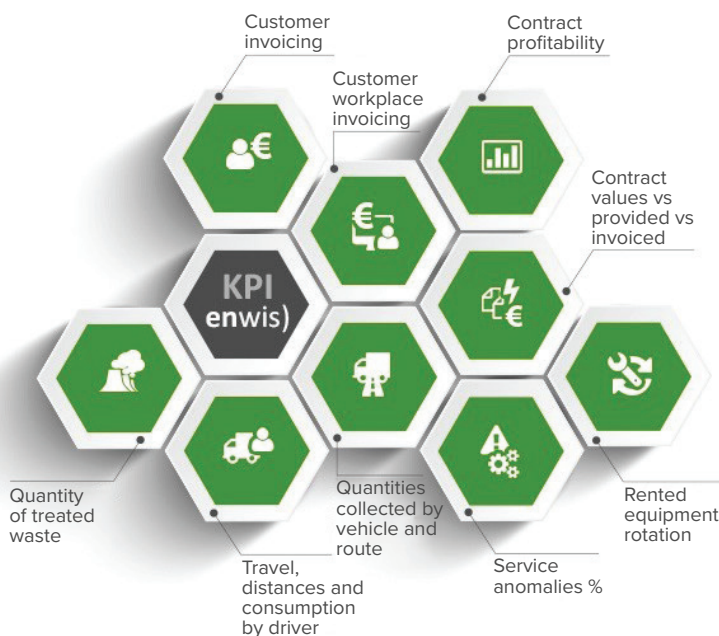 Customer
invoicing
Contract
profitability
Customer
workplace
invoicing
Contract
values vs
provided vs
invoiced
KPI
enwis)
Quantity
of treated
waste
Travel,
distances and
consumption
by driver
Quantities
collected by
vehicle and
route
Service
anomalies %
Rented
equipment
rotation